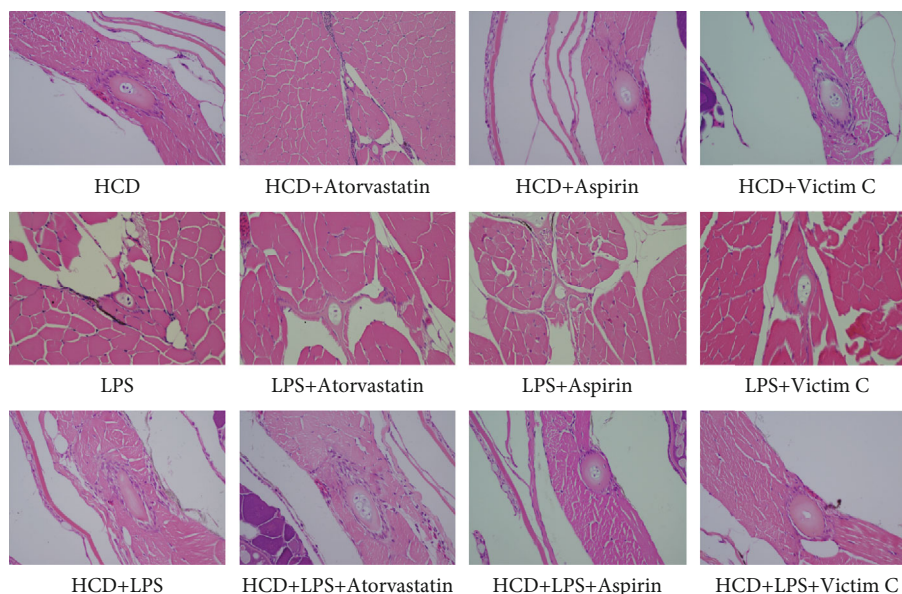 HCD
HCD+Atorvastatin
HCD+Aspirin
HCD+Victim C
LPS
LPS+Atorvastatin
LPS+Aspirin
LPS+Victim C
HCD+LPS
HCD+LPS+Atorvastatin
HCD+LPS+Aspirin
HCD+LPS+Victim C